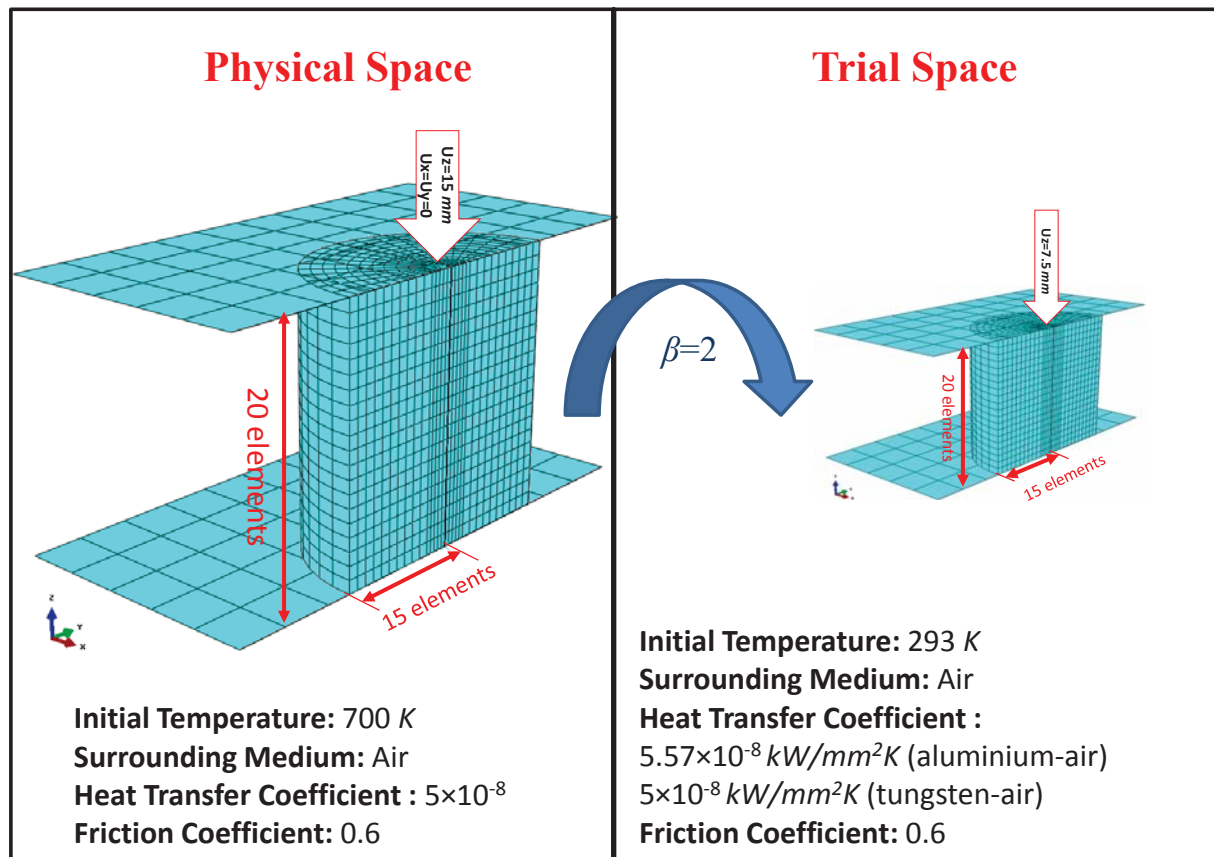 Physical Space
Uz=15 mm
Ux=Uy=0
20 elements
15 elements
Z
Y
X
Initial Temperature: 700 K
Surrounding Medium: Air
Heat Transfer Coefficient : 5×10⁻⁸
Friction Coefficient: 0.6
β=2
Trial Space
Uz=7.5 mm
20 elements
15 elements
Initial Temperature: 293 K
Surrounding Medium: Air
Heat Transfer Coefficient :
5.57×10⁻⁸ kW/mm²K (aluminium-air)
5×10⁻⁸ kW/mm²K (tungsten-air)
Friction Coefficient: 0.6